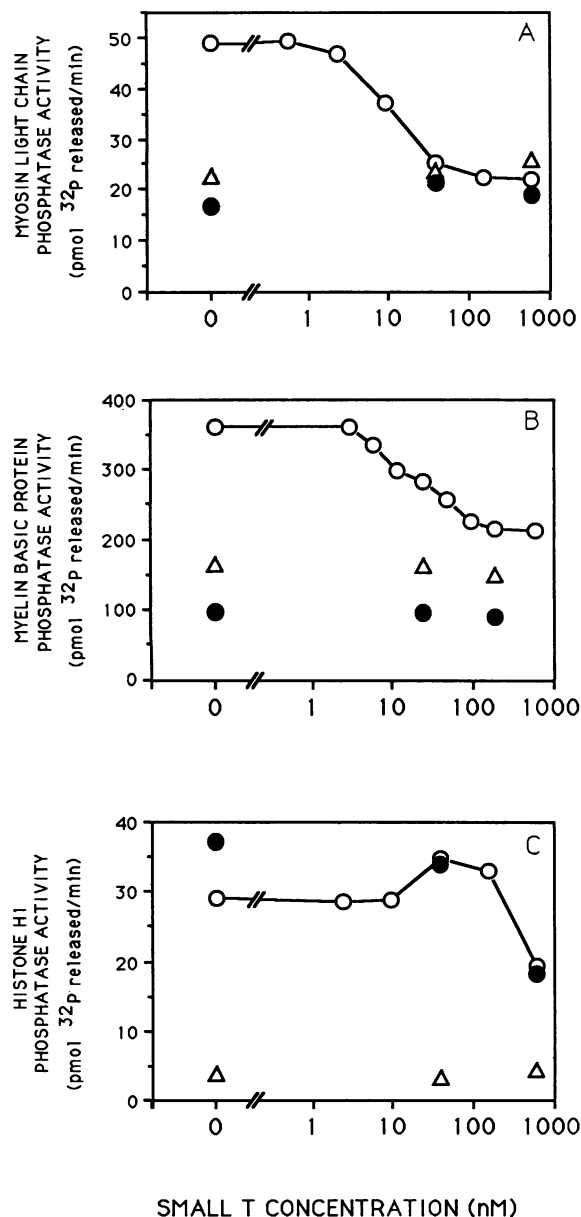 A
MYOSIN LIGHT CHAIN
PHOSPHATASE ACTIVITY
(pmol 32P released/min)
50
40
30
20
10
0
0 1 10 100 1000
B
MYELIN BASIC PROTEIN
PHOSPHATASE ACTIVITY
(pmol 32P released/min)
400
300
200
100
0
0 1 10 100 1000
C
HISTONE H1
PHOSPHATASE ACTIVITY
(pmol 32P released/min)
40
30
20
10
0
0 1 10 100 1000
SMALL T CONCENTRATION (nM)